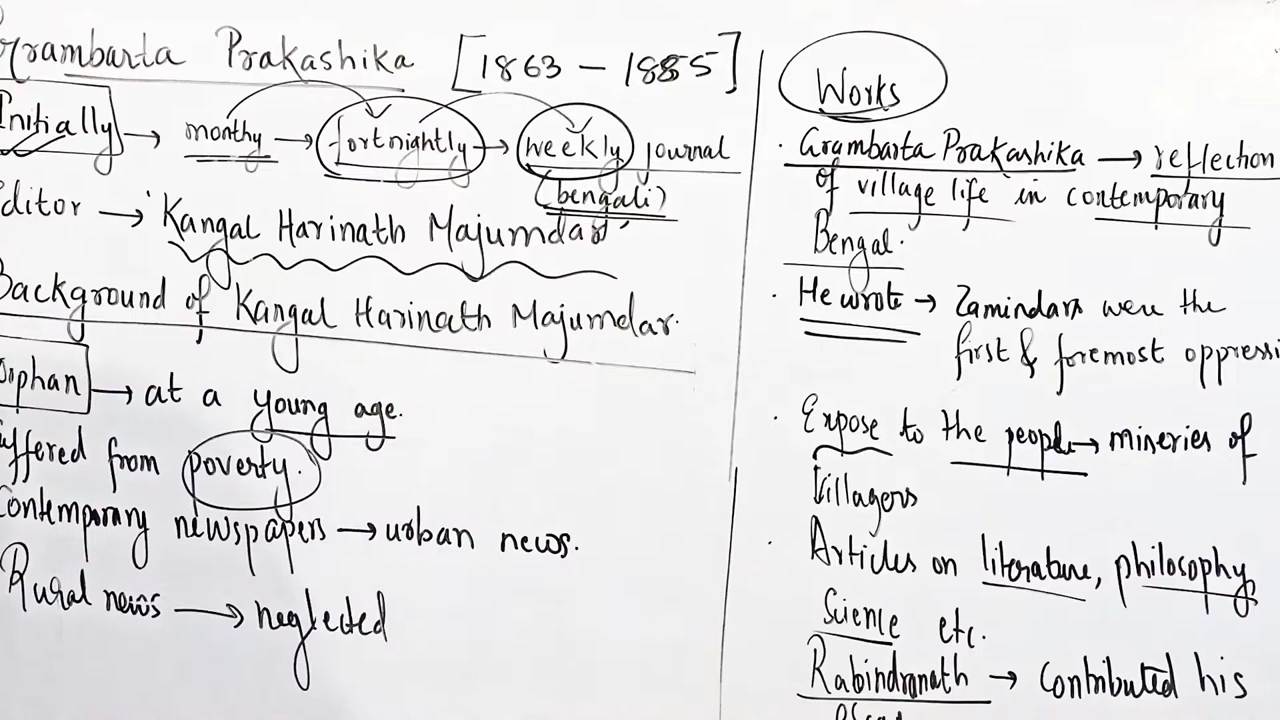 Grambarta Prakashika [1863 – 1885]
Initially → monthy → fortnightly → weekly journal
(bengali)
Editor → 'Kangal Harinath Majumdar'
Background of Kangal Harinath Majumdar.
Orphan → at a young age.
Suffered from poverty.
Contemporary newspapers → urban news.
Rural news → neglected
Works
· Grambarta Prakashika → reflection
of village life in contemporary
Bengal.
· He wrote → Zamindars were the
first & foremost oppressi
· Expose to the people → miseries of
Villagers
· Articles on literature, philosophy,
Science etc.
Rabindranath → contributed his